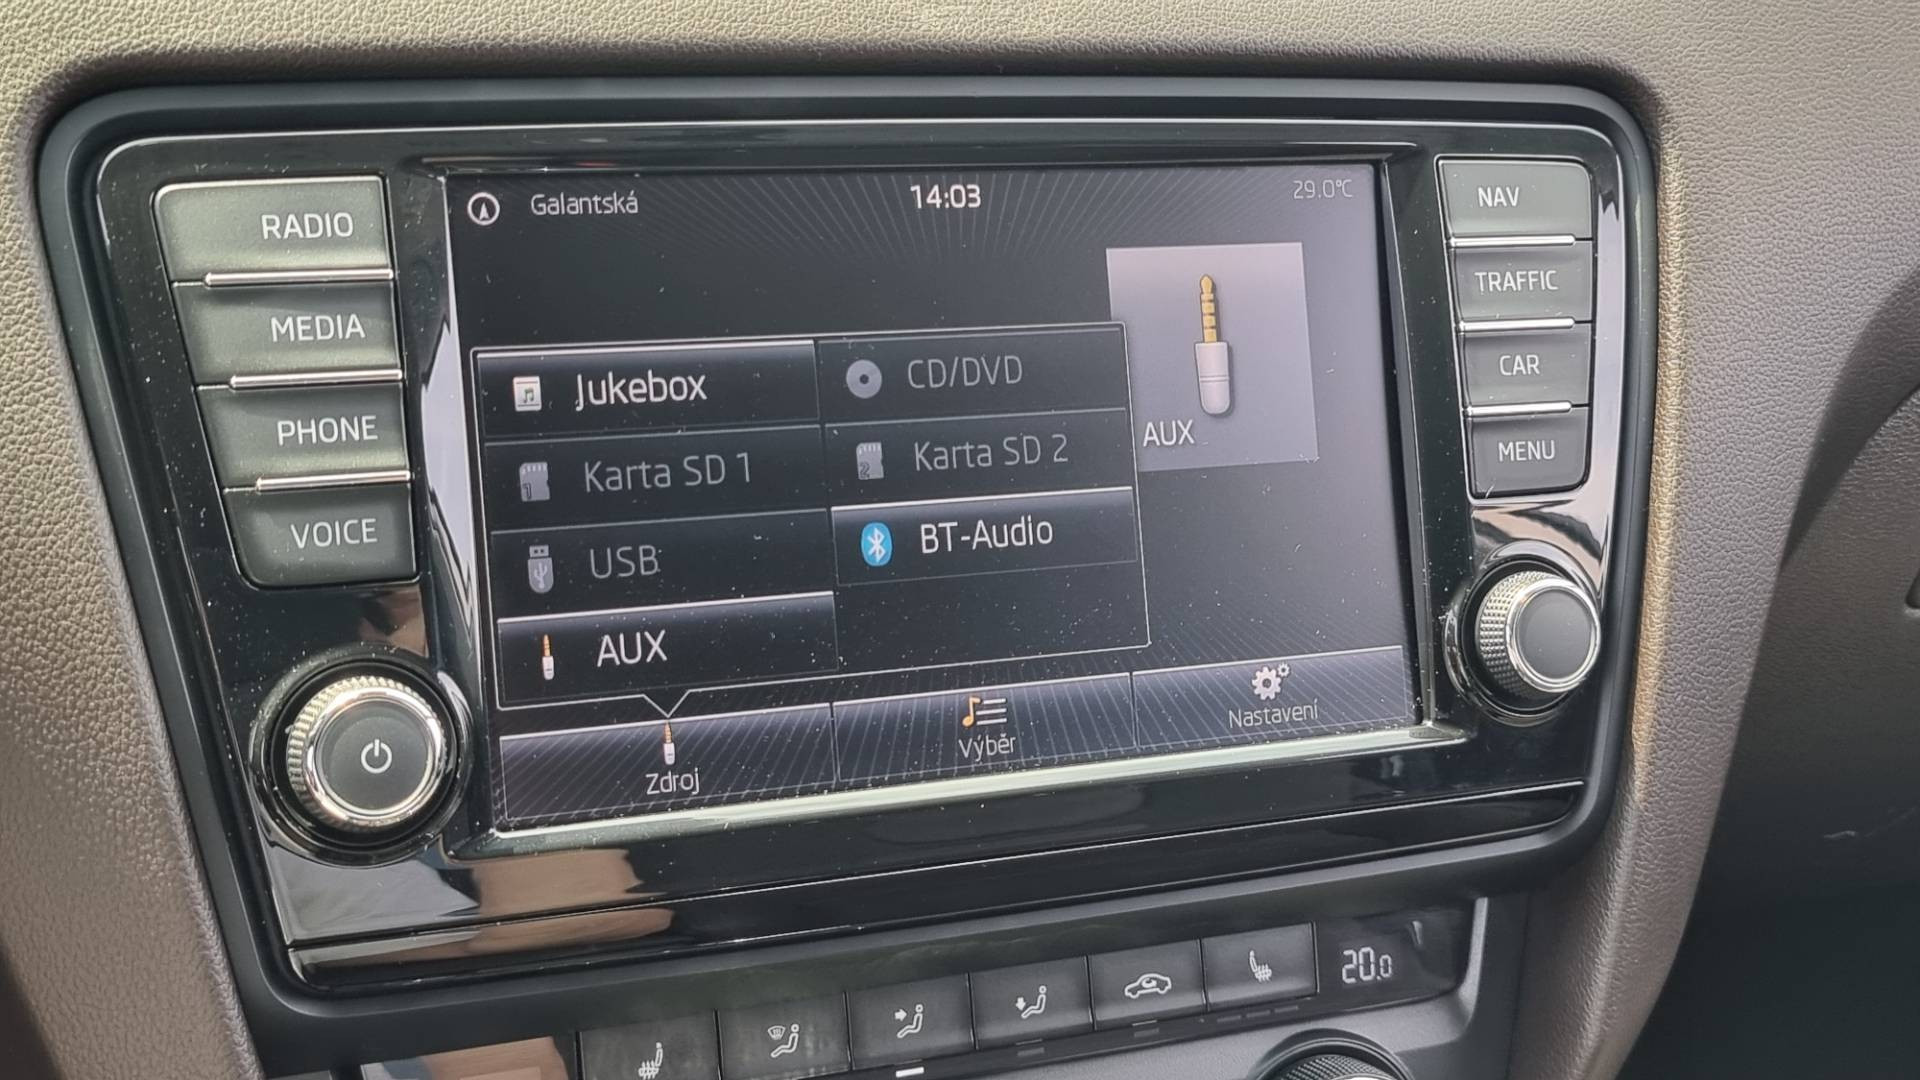 RADIO
MEDIA
PHONE
VOICE
Galantská
14:03
29.0°C
Jukebox
CD/DVD
Karta SD 1
Karta SD 2
USB
BT-Audio
AUX
AUX
Zdroj
Výběr
Nastavení
NAV
TRAFFIC
CAR
MENU
20.0